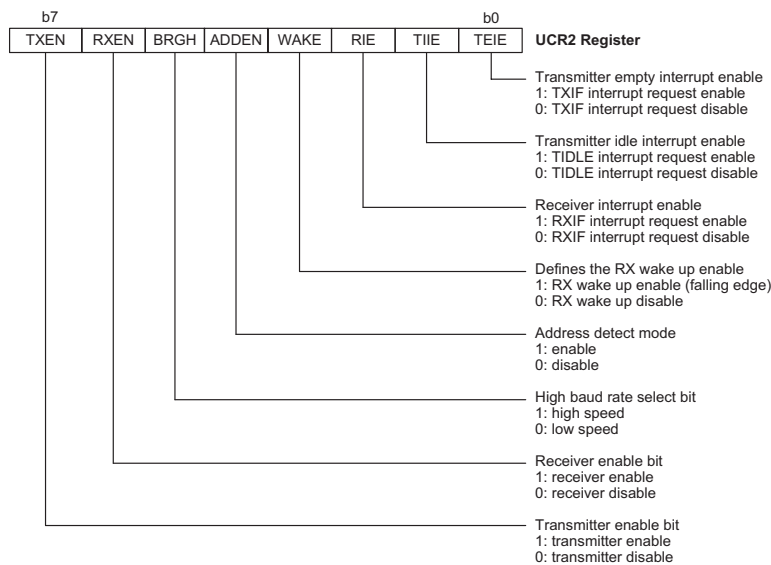 b7 b0
TXEN RXEN BRGH ADDEN WAKE RIE TIIE TEIE UCR2 Register
Transmitter empty interrupt enable
1: TXIF interrupt request enable
0: TXIF interrupt request disable
Transmitter idle interrupt enable
1: TIDLE interrupt request enable
0: TIDLE interrupt request disable
Receiver interrupt enable
1: RXIF interrupt request enable
0: RXIF interrupt request disable
Defines the RX wake up enable
1: RX wake up enable (falling edge)
0: RX wake up disable
Address detect mode
1: enable
0: disable
High baud rate select bit
1: high speed
0: low speed
Receiver enable bit
1: receiver enable
0: receiver disable
Transmitter enable bit
1: transmitter enable
0: transmitter disable